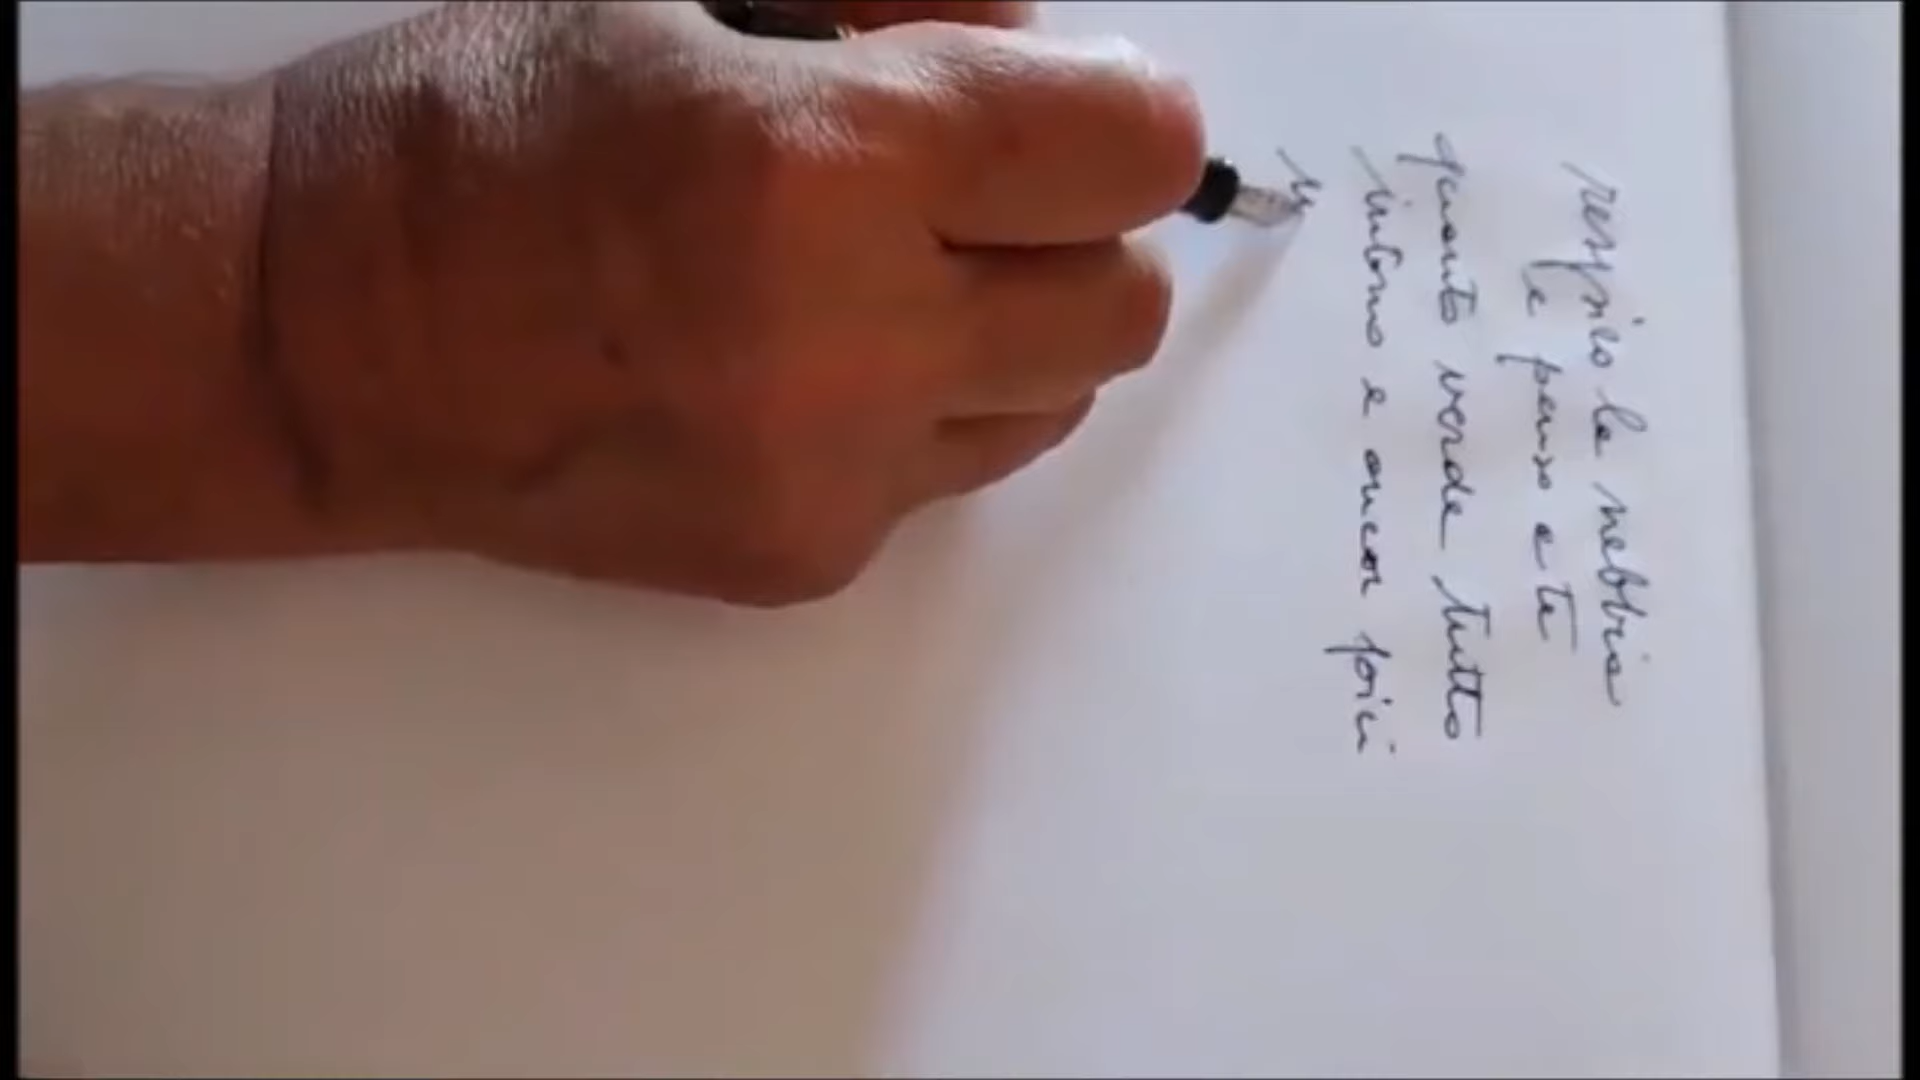 respiro la nebbia
e penso a te
quanto verde tutto
intorno e ancor più